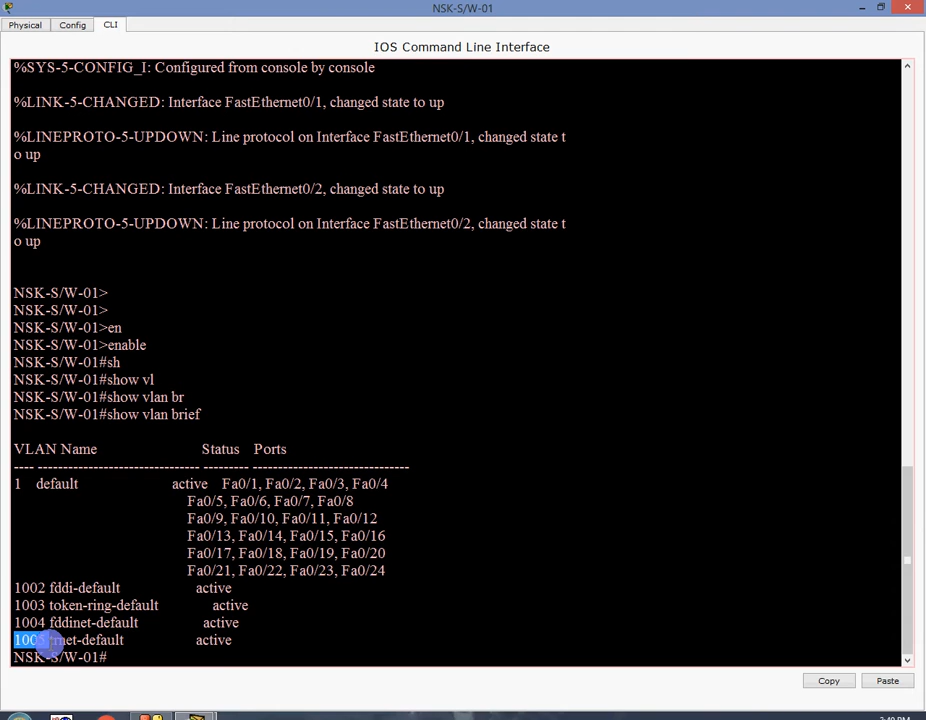 NSK-S/W-01
Physical Config CLI
IOS Command Line Interface
%SYS-5-CONFIG_I: Configured from console by console
%LINK-5-CHANGED: Interface FastEthernet0/1, changed state to up
%LINEPROTO-5-UPDOWN: Line protocol on Interface FastEthernet0/1, changed state t
o up
%LINK-5-CHANGED: Interface FastEthernet0/2, changed state to up
%LINEPROTO-5-UPDOWN: Line protocol on Interface FastEthernet0/2, changed state t
o up
NSK-S/W-01>
NSK-S/W-01>
NSK-S/W-01>en
NSK-S/W-01>enable
NSK-S/W-01#sh
NSK-S/W-01#show vl
NSK-S/W-01#show vlan br
NSK-S/W-01#show vlan brief
VLAN Name Status Ports
---- -------------------------------- --------- -------------------------------
1 default active Fa0/1, Fa0/2, Fa0/3, Fa0/4
Fa0/5, Fa0/6, Fa0/7, Fa0/8
Fa0/9, Fa0/10, Fa0/11, Fa0/12
Fa0/13, Fa0/14, Fa0/15, Fa0/16
Fa0/17, Fa0/18, Fa0/19, Fa0/20
Fa0/21, Fa0/22, Fa0/23, Fa0/24
1002 fddi-default active
1003 token-ring-default active
1004 fddinet-default active
1005 trnet-default active
NSK-S/W-01#
Copy Paste